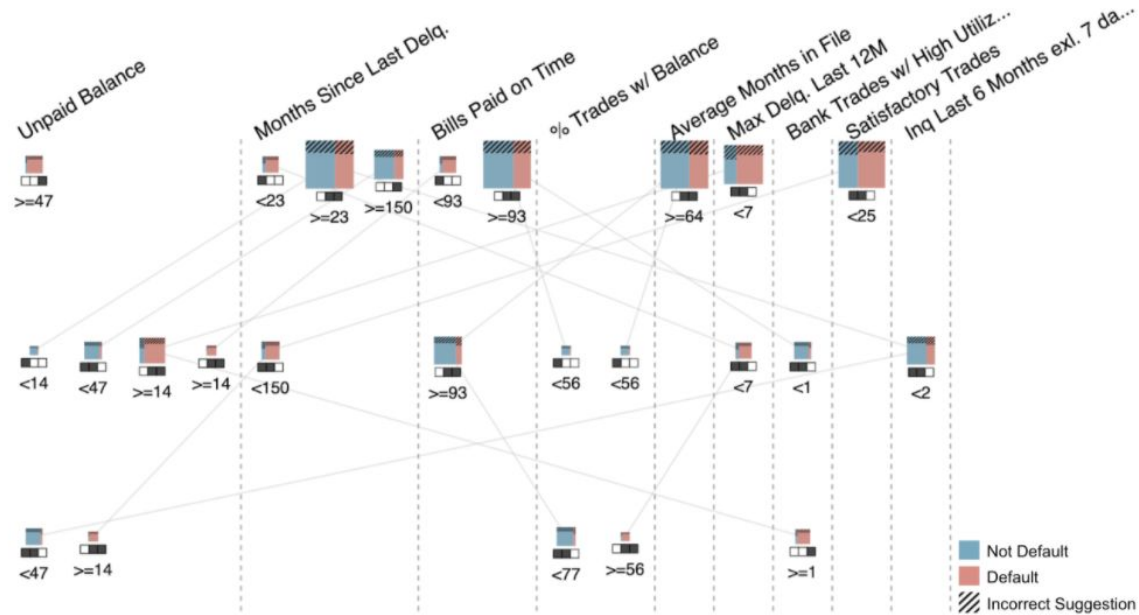 Unpaid Balance
Months Since Last Delq.
Bills Paid on Time
% Trades w/ Balance
Average Months in File
Max Delq. Last 12M
Bank Trades w/ High Utiliz...
Satisfactory Trades
Inq Last 6 Months exl. 7 da...
>=47
<23
>=23
>=150
<93
>=93
>=64
<7
<25
<14
<47
>=14
>=14
<150
>=93
<56
<56
<7
<1
<2
<47
>=14
<77
>=56
>=1
Not Default
Default
Incorrect Suggestion